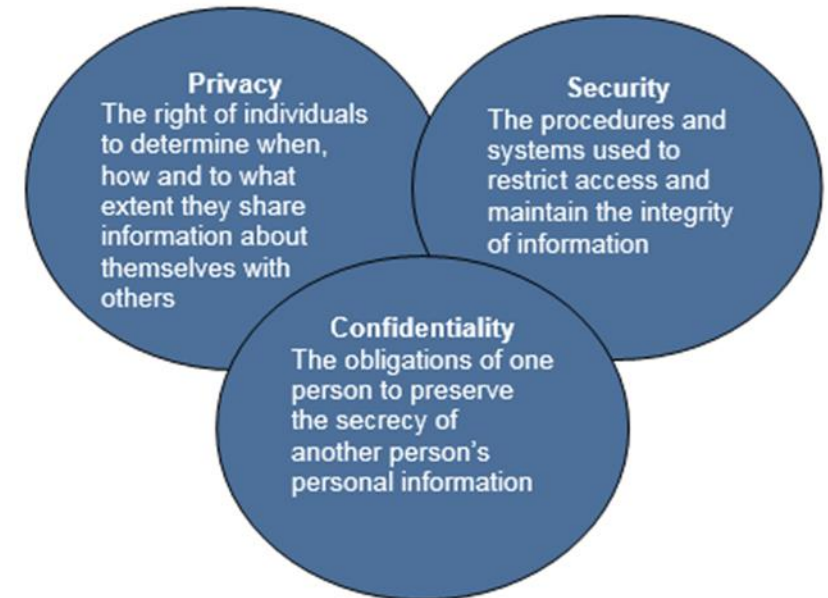 Privacy
The right of individuals
to determine when,
how and to what
extent they share
information about
themselves with
others
Security
The procedures and
systems used to
restrict access and
maintain the integrity
of information
Confidentiality
The obligations of one
person to preserve
the secrecy of
another person's
personal information